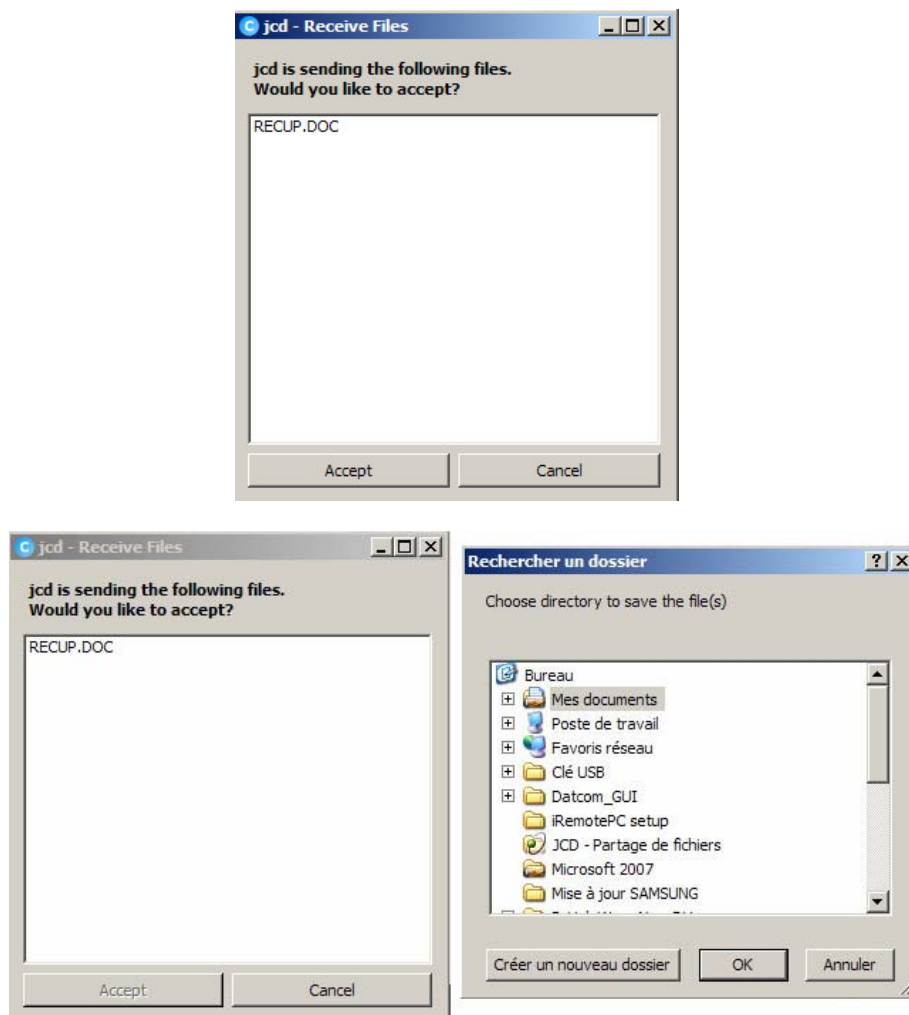 jcd - Receive Files
jcd is sending the following files.
Would you like to accept?
RECUP.DOC
Accept
Cancel
jcd - Receive Files
jcd is sending the following files.
Would you like to accept?
RECUP.DOC
Accept
Cancel
Rechercher un dossier
Choose directory to save the file(s)
Bureau
Mes documents
Poste de travail
Favoris réseau
Clé USB
Datcom_GUI
iRemotePC setup
JCD - Partage de fichiers
Microsoft 2007
Mise à jour SAMSUNG
Créer un nouveau dossier
OK
Annuler